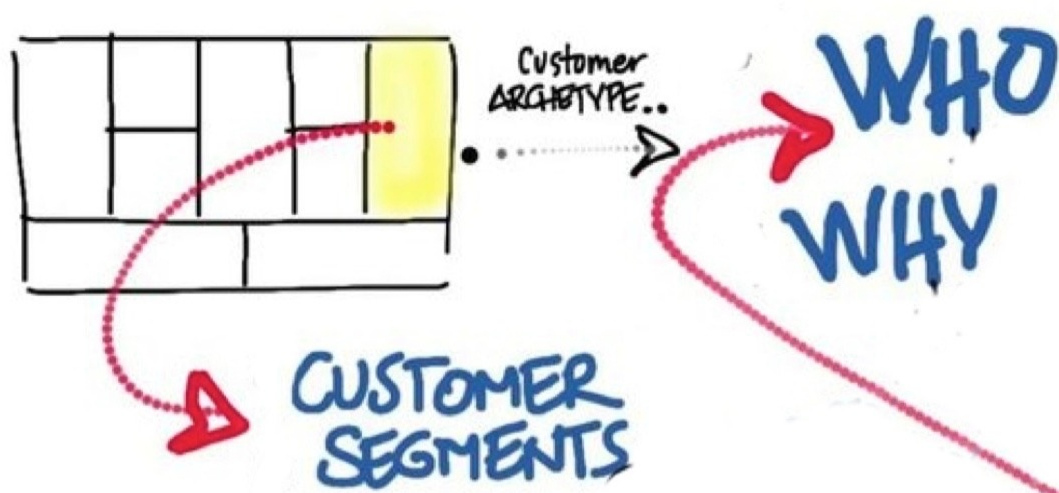 Customer
ARCHETYPE..
WHO
WHY
CUSTOMER
SEGMENTS